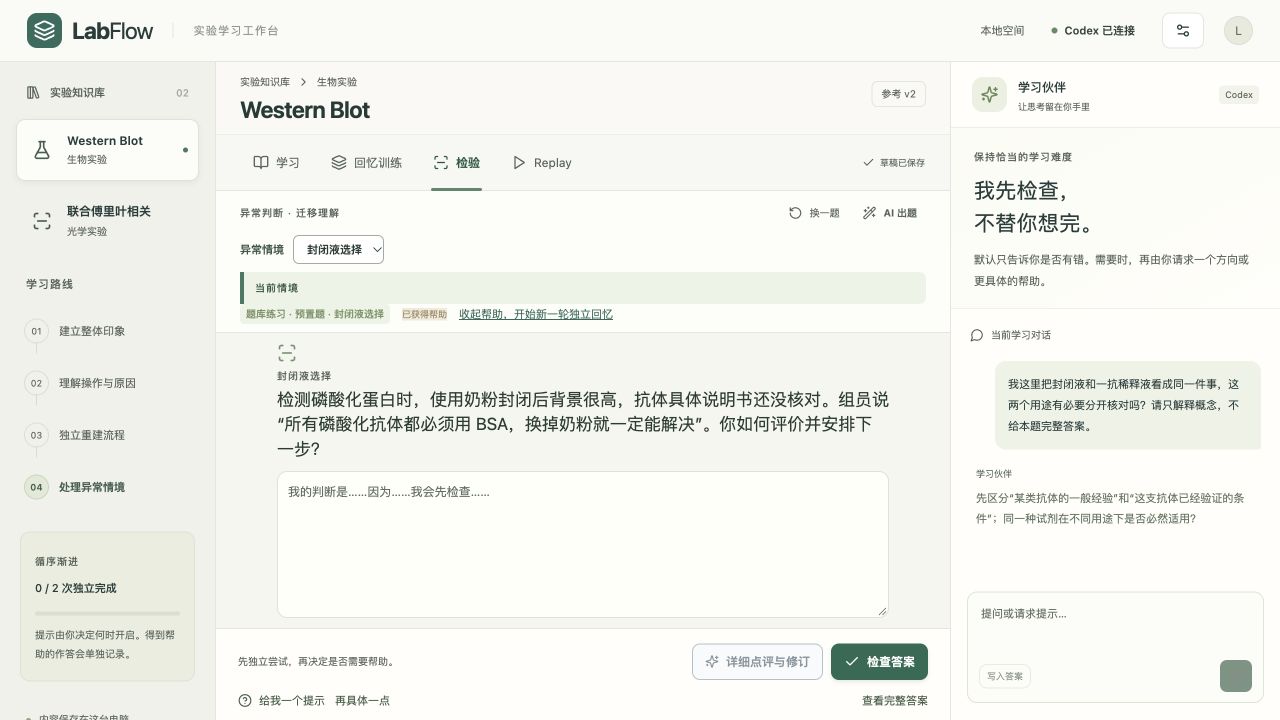 LabFlow
实验学习工作台
本地空间
Codex 已连接
L
实验知识库
02
Western Blot
生物实验
联合傅里叶相关
光学实验
学习路线
01 建立整体印象
02 理解操作与原因
03 独立重建流程
04 处理异常情境
循序渐进
0 / 2 次独立完成
提示由你决定何时开启。得到帮
助的作答会单独记录。
内容保存在这台电脑
实验知识库 > 生物实验
Western Blot
参考 v2
学习
回忆训练
检验
Replay
草稿已保存
异常判断 · 迁移理解
换一题
AI 出题
异常情境
封闭液选择
当前情境
题库练习 · 预置题 · 封闭液选择
已获得帮助
收起帮助，开始新一轮独立回忆
封闭液选择
检测磷酸化蛋白时，使用奶粉封闭后背景很高，抗体具体说明书还没核对。组员说
“所有磷酸化抗体都必须用 BSA，换掉奶粉就一定能解决”。你如何评价并安排下
一步？
我的判断是……因为……我会先检查……
先独立尝试，再决定是否需要帮助。
详细点评与修订
检查答案
给我一个提示
再具体一点
查看完整答案
学习伙伴
让思考留在你手里
Codex
保持恰当的学习难度
我先检查，
不替你想完。
默认只告诉你是否有错。需要时，再由你请求一个方向或
更具体的帮助。
当前学习对话
我这里把封闭液和一抗稀释液看成同一件事，这
两个用途有必要分开核对吗？请只解释概念，不
给本题完整答案。
学习伙伴
先区分“某类抗体的一般经验”和“这支抗体已经验证的条
件”；同一种试剂在不同用途下是否必然适用？
提问或请求提示…
写入答案